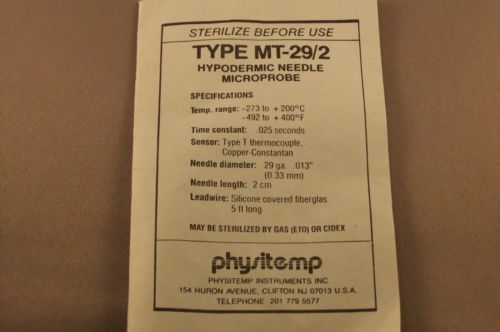 STERILIZE BEFORE USE
TYPE MT-29/2
HYPODERMIC NEEDLE
MICROPROBE
SPECIFICATIONS
Temp. range: -273 to + 200°C
-492 to + 400°F
Time constant: .025 seconds
Sensor: Type T thermocouple,
Copper-Constantan
Needle diameter: 29 ga. .013"
(0.33 mm)
Needle length: 2 cm
Leadwire: Silicone covered fiberglas
5 ft long
MAY BE STERILIZED BY GAS (ETO) OR CIDEX
physitemp
PHYSITEMP INSTRUMENTS INC
154 HURON AVENUE, CLIFTON NJ 07013 U.S.A.
TELEPHONE 201 779 5577